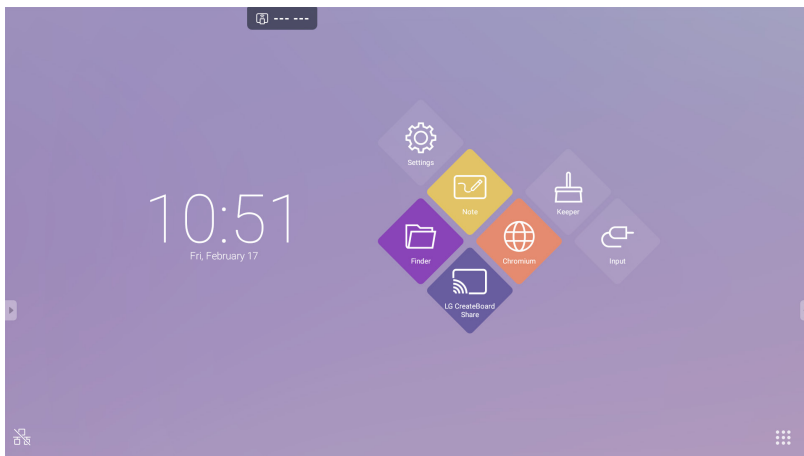 --- ---
Settings
Note
Keeper
10:51
Fri, February 17
Finder
Chromium
Input
LG CreateBoard
Share